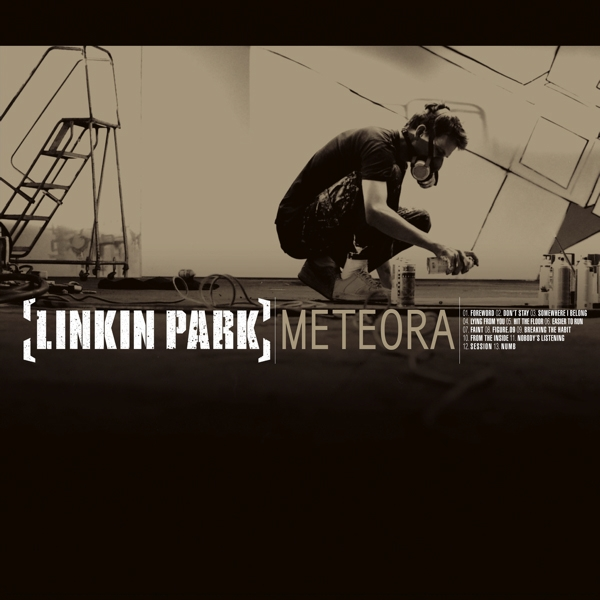 [LINKIN PARK]
METEORA
01. FOREWORD 02. DON'T STAY 03. SOMEWHERE I BELONG
04. LYING FROM YOU 05. HIT THE FLOOR 06. EASIER TO RUN
07. FAINT 08. FIGURE.09 09. BREAKING THE HABIT
10. FROM THE INSIDE 11. NOBODY'S LISTENING
12. SESSION 13. NUMB